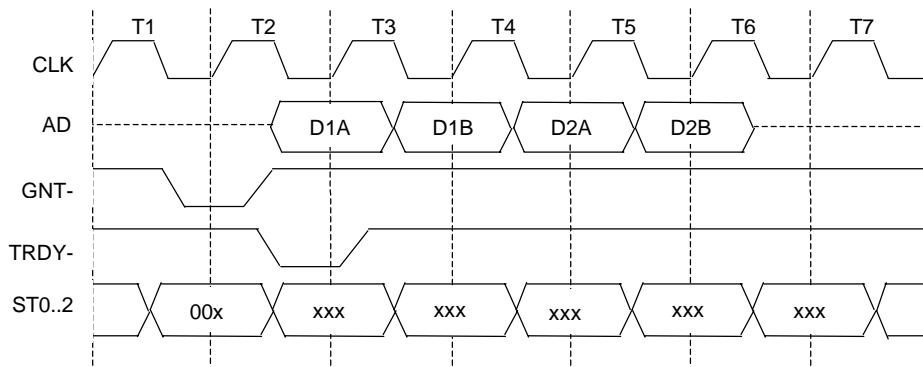 T1 T2 T3 T4 T5 T6 T7
CLK
AD D1A D1B D2A D2B
GNT-
TRDY-
ST0..2 00x xxx xxx xxx xxx xxx